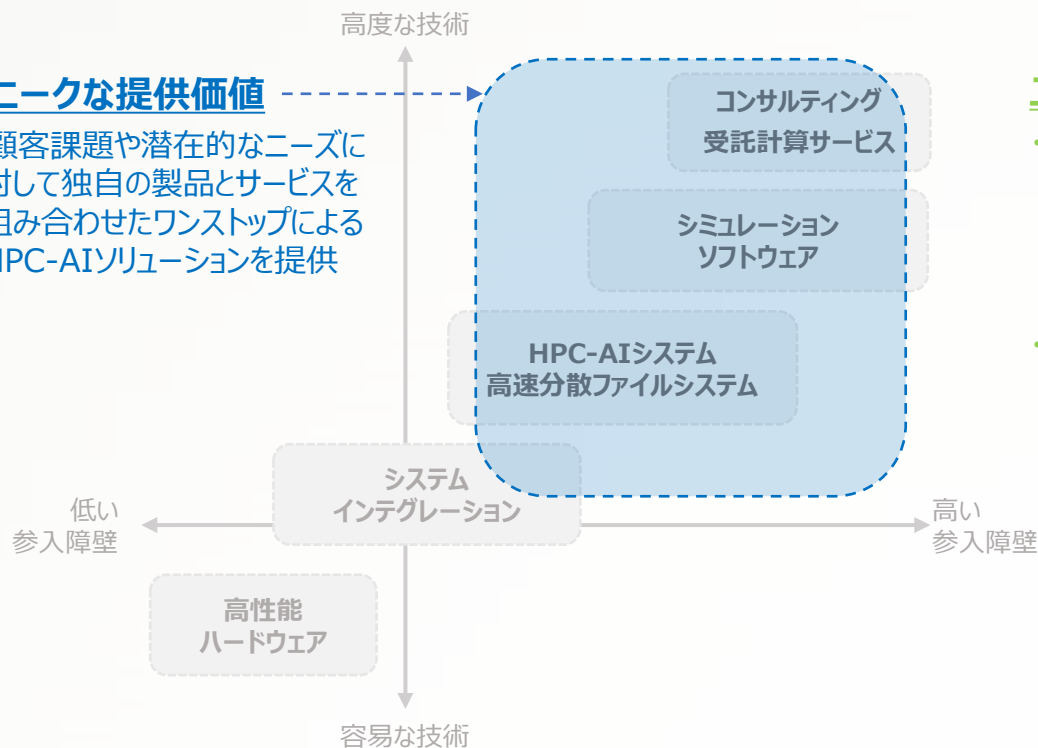 高度な技術
ニークな提供価値
顧客課題や潜在的なニーズに
対して独自の製品とサービスを
組み合わせたワンストップによる
HPC-AIソリューションを提供
コンサルティング
受託計算サービス
シミュレーション
ソフトウェア
HPC-AIシステム
高速分散ファイルシステム
システム
インテグレーション
低い
参入障壁
高い
参入障壁
高性能
ハードウェア
容易な技術